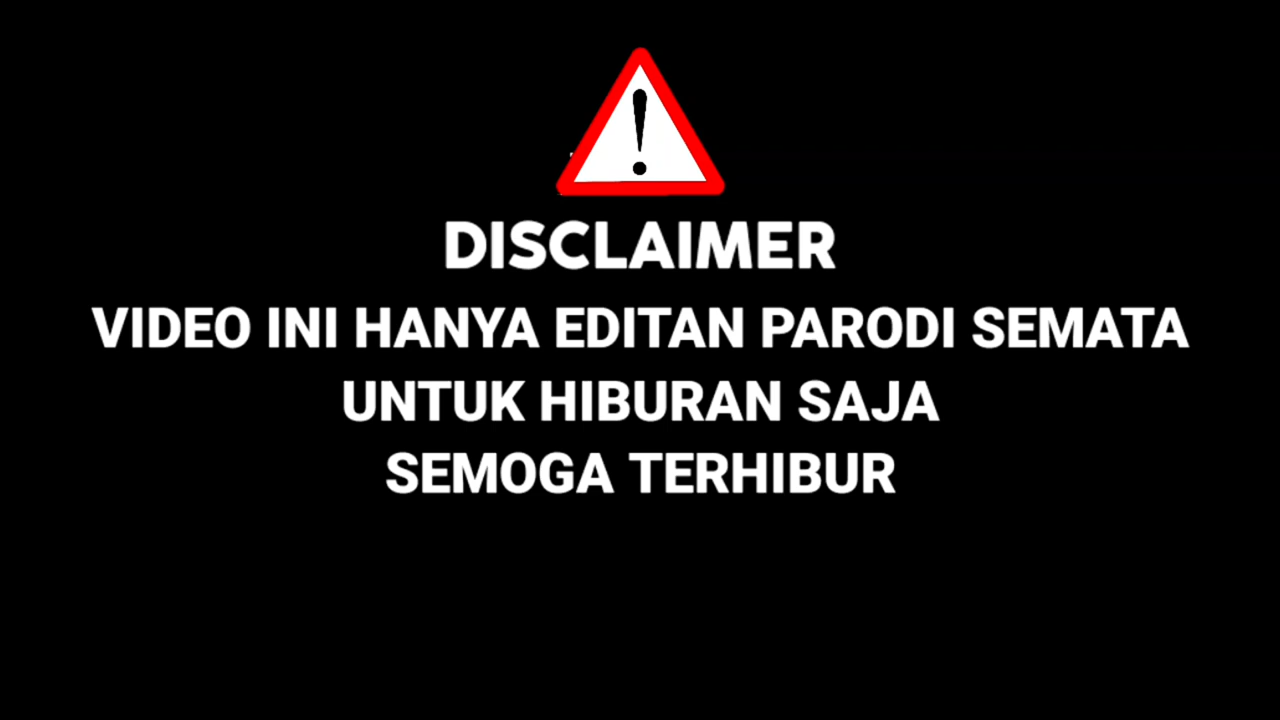 DISCLAIMER
VIDEO INI HANYA EDITAN PARODI SEMATA
UNTUK HIBURAN SAJA
SEMOGA TERHIBUR